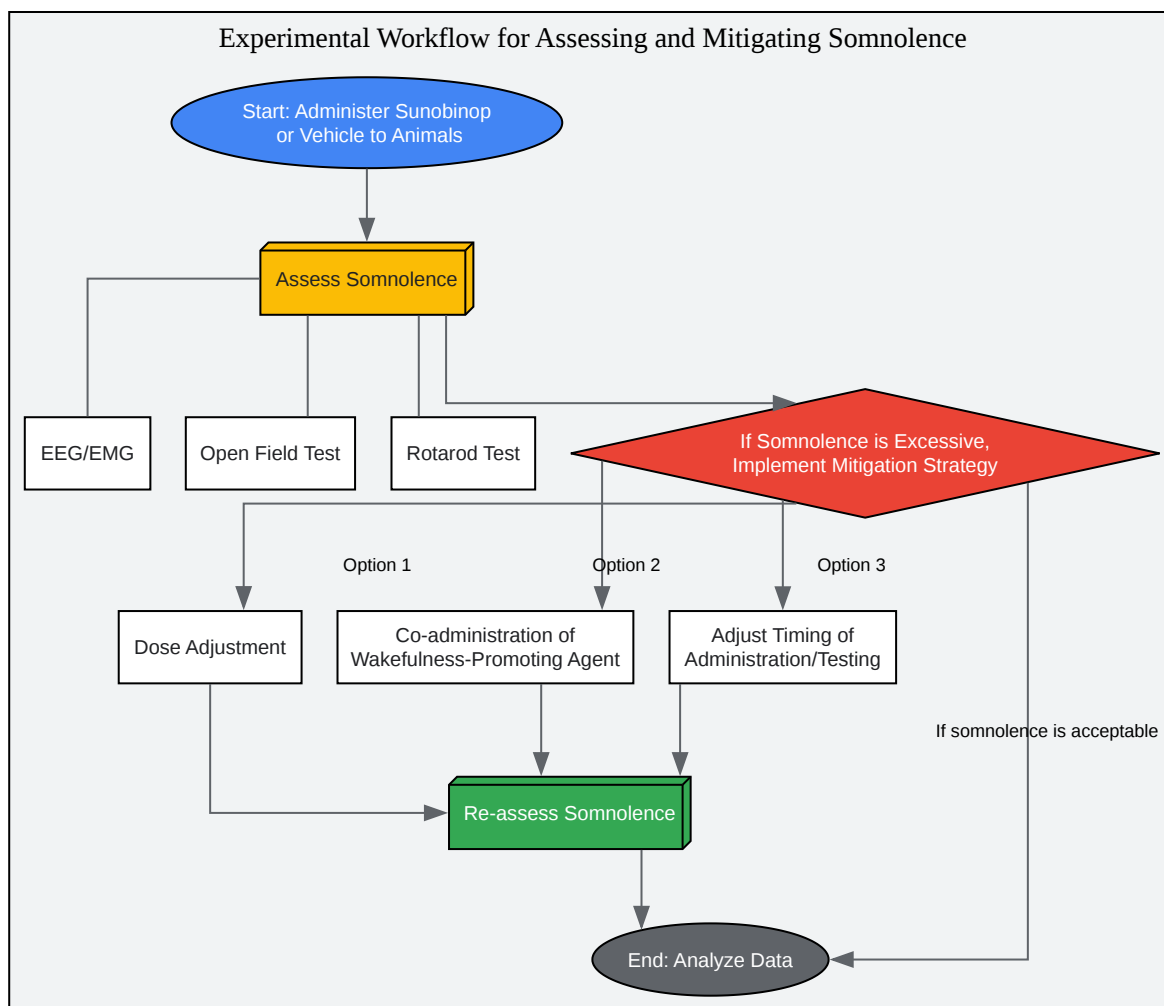 Experimental Workflow for Assessing and Mitigating Somnolence
Start: Administer Sunobinop
or Vehicle to Animals
Assess Somnolence
EEG/EMG
Open Field Test
Rotarod Test
If Somnolence is Excessive,
Implement Mitigation Strategy
Option 1
Option 2
Option 3
Dose Adjustment
Co-administration of
Wakefulness-Promoting Agent
Adjust Timing of
Administration/Testing
If somnolence is acceptable
Re-assess Somnolence
End: Analyze Data